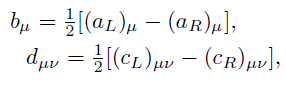 b_μ = ½[(a_L)_μ − (a_R)_μ],
d_μν = ½[(c_L)_μν − (c_R)_μν],